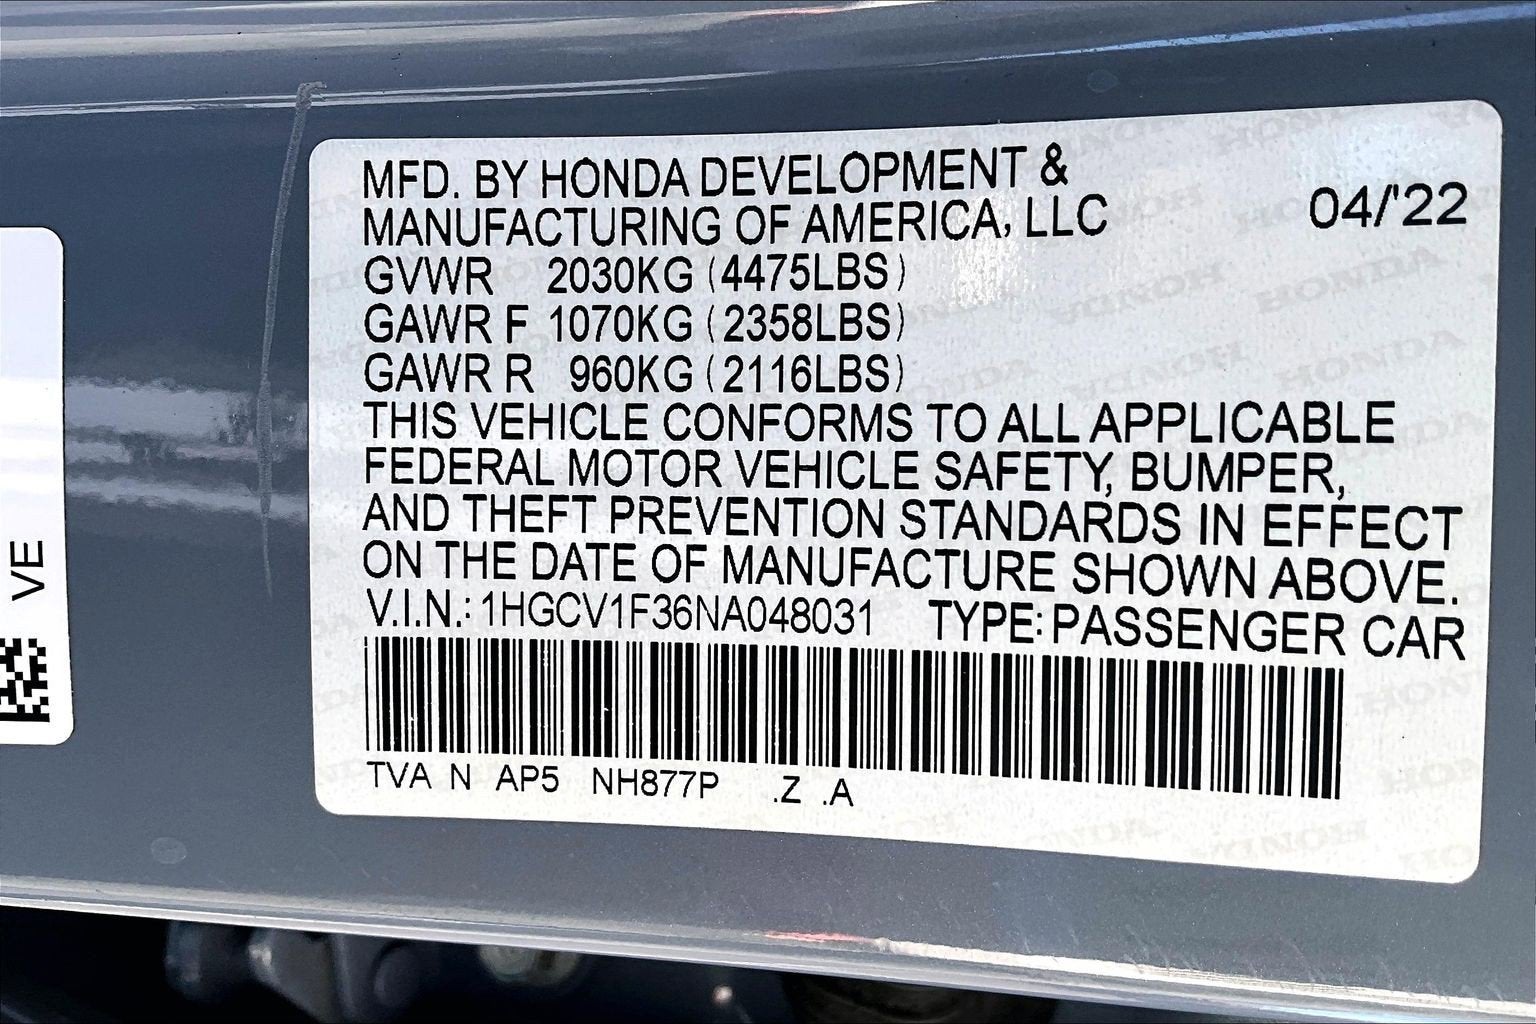 MFD. BY HONDA DEVELOPMENT &
MANUFACTURING OF AMERICA, LLC
04/'22
GVWR 2030KG (4475LBS)
GAWR F 1070KG (2358LBS)
GAWR R 960KG (2116LBS)
THIS VEHICLE CONFORMS TO ALL APPLICABLE
FEDERAL MOTOR VEHICLE SAFETY, BUMPER,
AND THEFT PREVENTION STANDARDS IN EFFECT
ON THE DATE OF MANUFACTURE SHOWN ABOVE.
V.I.N.: 1HGCV1F36NA048031 TYPE: PASSENGER CAR
TVA N AP5 NH877P .Z .A
VE